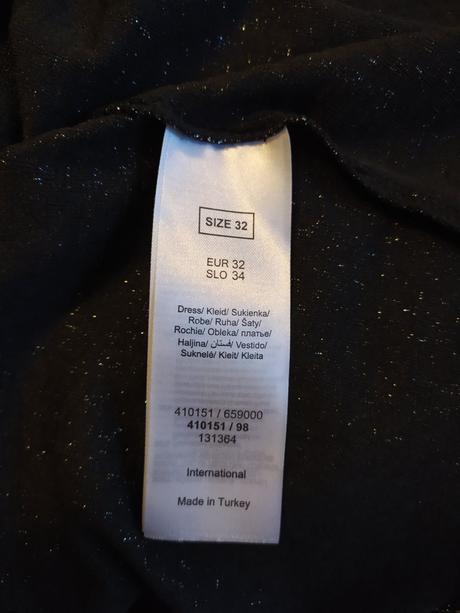 SIZE 32
EUR 32
SLO 34
Dress/ Kleid/ Sukienka/
Robe/ Ruha/ Šaty/
Rochie/ Obleka/ платье/
Haljina/ فستان/ Vestido/
Suknelė/ Kleit/ Kleita
410151 / 659000
410151 / 98
131364
International
Made in Turkey